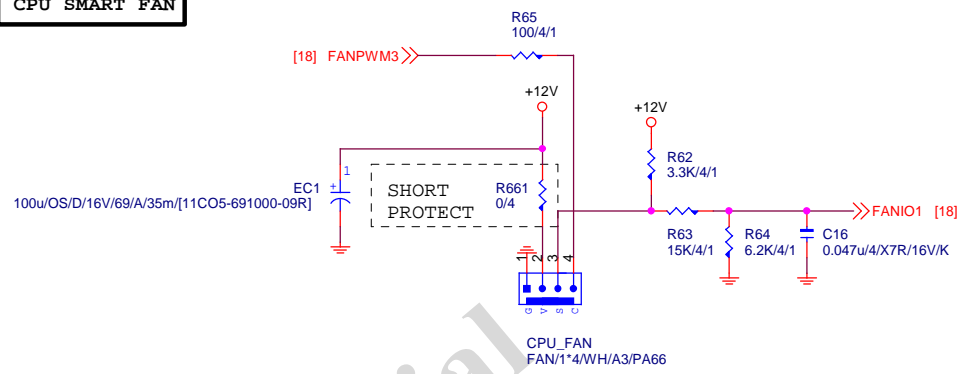 CPU SMART FAN
R65
100/4/1
[18] FANPWM3
+12V
+12V
R62
3.3K/4/1
1
EC1
+
100u/OS/D/16V/69/A/35m/[11CO5-691000-09R]
SHORT
PROTECT
R661
0/4
FANIO1 [18]
R63
15K/4/1
R64
6.2K/4/1
C16
0.047u/4/X7R/16V/K
1 2 3 4
G V S C
CPU_FAN
FAN/1*4/WH/A3/PA66